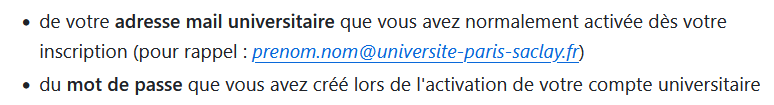 • de votre adresse mail universitaire que vous avez normalement activée dès votre
inscription (pour rappel : prenom.nom@universite-paris-saclay.fr)
• du mot de passe que vous avez créé lors de l'activation de votre compte universitaire